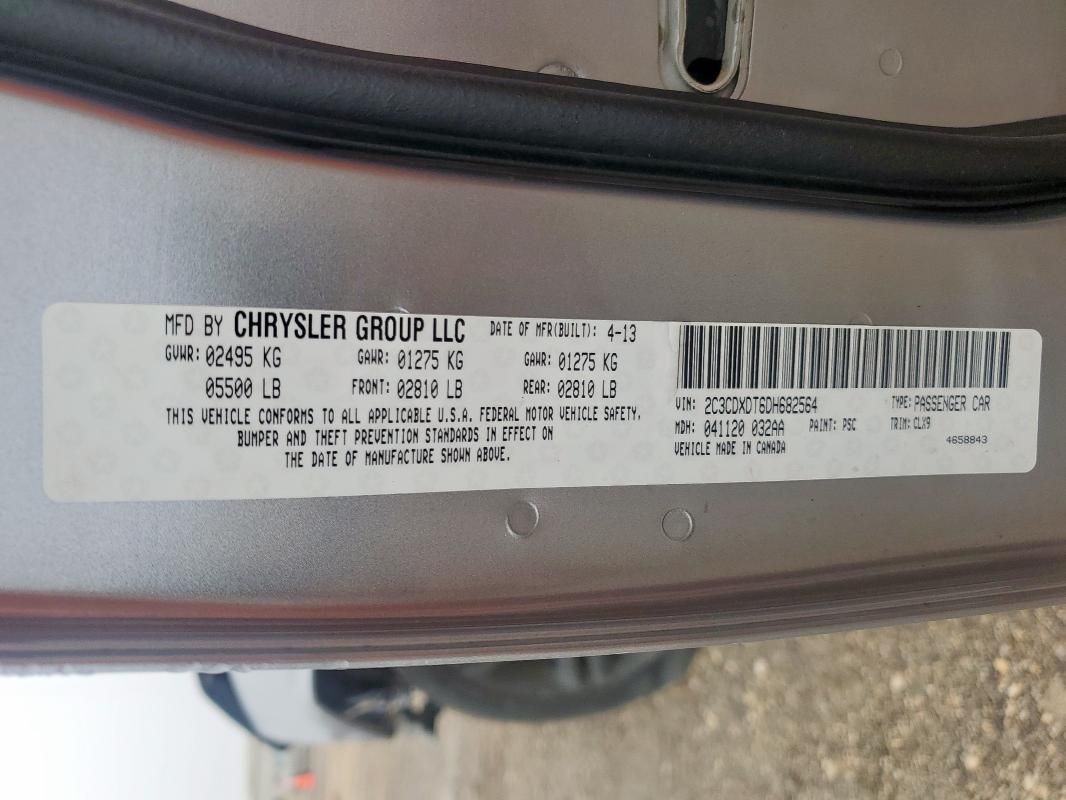 MFD BY CHRYSLER GROUP LLC DATE OF MFR(BUILT): 4-13
GVWR: 02495 KG GAWR: 01275 KG GAWR: 01275 KG
05500 LB FRONT: 02810 LB REAR: 02810 LB
THIS VEHICLE CONFORMS TO ALL APPLICABLE U.S.A. FEDERAL MOTOR VEHICLE SAFETY.
BUMPER AND THEFT PREVENTION STANDARDS IN EFFECT ON
THE DATE OF MANUFACTURE SHOWN ABOVE.
VIN: 2C3CDXDT6DH682564 TYPE: PASSENGER CAR
MDH: 041120 032AA PAINT: PSC TRIM: CLX9
VEHICLE MADE IN CANADA 4658843